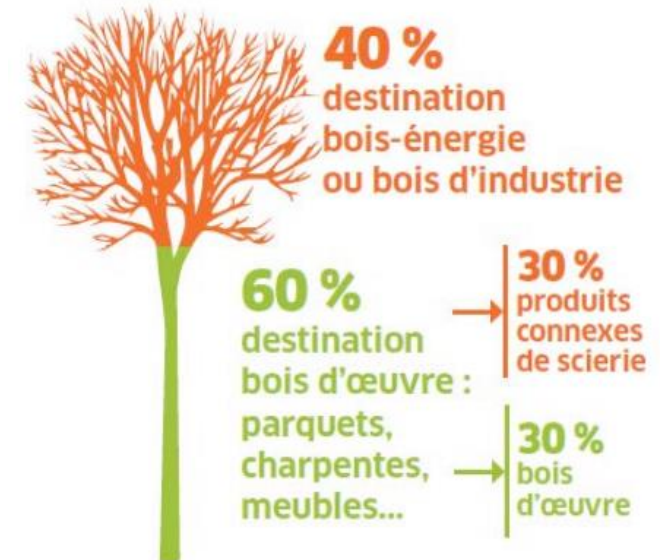 40 %
destination
bois-énergie
ou bois d'industrie
60 %
destination
bois d'œuvre :
parquets,
charpentes,
meubles...
30 %
produits
connexes
de scierie
30 %
bois
d'œuvre